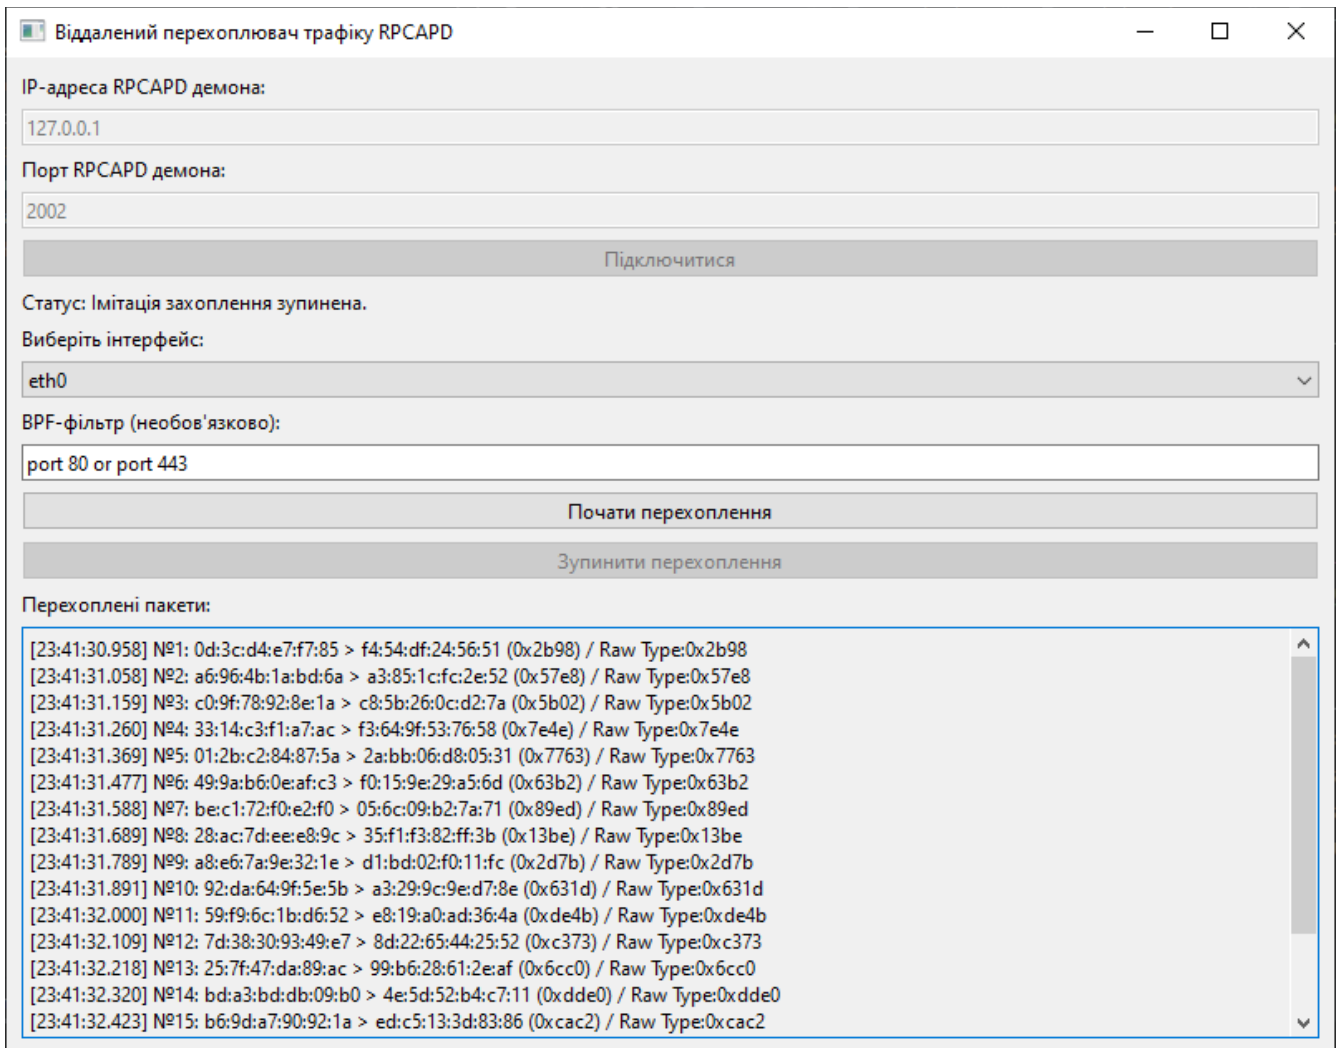 Віддалений перехоплювач трафіку RPCAPD
IP-адреса RPCAPD демона:
127.0.0.1
Порт RPCAPD демона:
2002
Підключитися
Статус: Імітація захоплення зупинена.
Виберіть інтерфейс:
eth0
BPF-фільтр (необов'язково):
port 80 or port 443
Почати перехоплення
Зупинити перехоплення
Перехоплені пакети:
[23:41:30.958] №1: 0d:3c:d4:e7:f7:85 > f4:54:df:24:56:51 (0x2b98) / Raw Type:0x2b98
[23:41:31.058] №2: a6:96:4b:1a:bd:6a > a3:85:1c:fc:2e:52 (0x57e8) / Raw Type:0x57e8
[23:41:31.159] №3: c0:9f:78:92:8e:1a > c8:5b:26:0c:d2:7a (0x5b02) / Raw Type:0x5b02
[23:41:31.260] №4: 33:14:c3:f1:a7:ac > f3:64:9f:53:76:58 (0x7e4e) / Raw Type:0x7e4e
[23:41:31.369] №5: 01:2b:c2:84:87:5a > 2a:bb:06:d8:05:31 (0x7763) / Raw Type:0x7763
[23:41:31.477] №6: 49:9a:b6:0e:af:c3 > f0:15:9e:29:a5:6d (0x63b2) / Raw Type:0x63b2
[23:41:31.588] №7: be:c1:72:f0:e2:f0 > 05:6c:09:b2:7a:71 (0x89ed) / Raw Type:0x89ed
[23:41:31.689] №8: 28:ac:7d:ee:e8:9c > 35:f1:f3:82:ff:3b (0x13be) / Raw Type:0x13be
[23:41:31.789] №9: a8:e6:7a:9e:32:1e > d1:bd:02:f0:11:fc (0x2d7b) / Raw Type:0x2d7b
[23:41:31.891] №10: 92:da:64:9f:5e:5b > a3:29:9c:9e:d7:8e (0x631d) / Raw Type:0x631d
[23:41:32.000] №11: 59:f9:6c:1b:d6:52 > e8:19:a0:ad:36:4a (0xde4b) / Raw Type:0xde4b
[23:41:32.109] №12: 7d:38:30:93:49:e7 > 8d:22:65:44:25:52 (0xc373) / Raw Type:0xc373
[23:41:32.218] №13: 25:7f:47:da:89:ac > 99:b6:28:61:2e:af (0x6cc0) / Raw Type:0x6cc0
[23:41:32.320] №14: bd:a3:bd:db:09:b0 > 4e:5d:52:b4:c7:11 (0xdde0) / Raw Type:0xdde0
[23:41:32.423] №15: b6:9d:a7:90:92:1a > ed:c5:13:3d:83:86 (0xcac2) / Raw Type:0xcac2